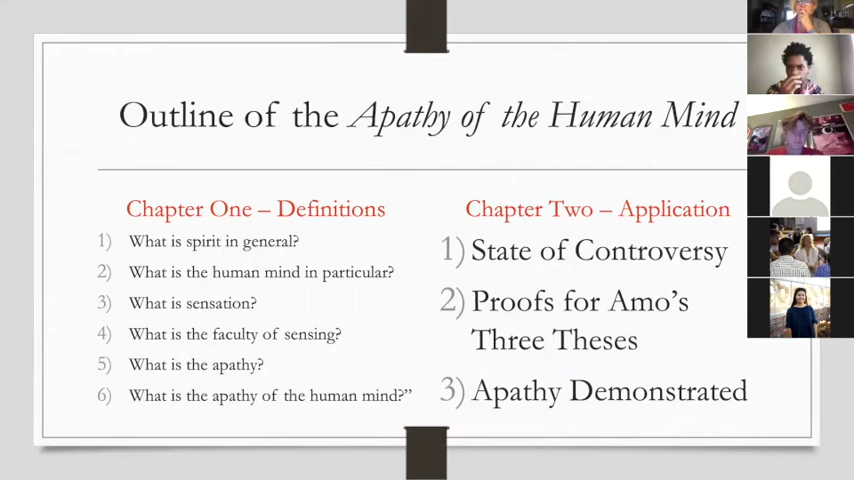 Outline of the Apathy of the Human Mind
Chapter One – Definitions
1) What is spirit in general?
2) What is the human mind in particular?
3) What is sensation?
4) What is the faculty of sensing?
5) What is the apathy?
6) What is the apathy of the human mind?”
Chapter Two – Application
1) State of Controversy
2) Proofs for Amo’s
Three Theses
3) Apathy Demonstrated